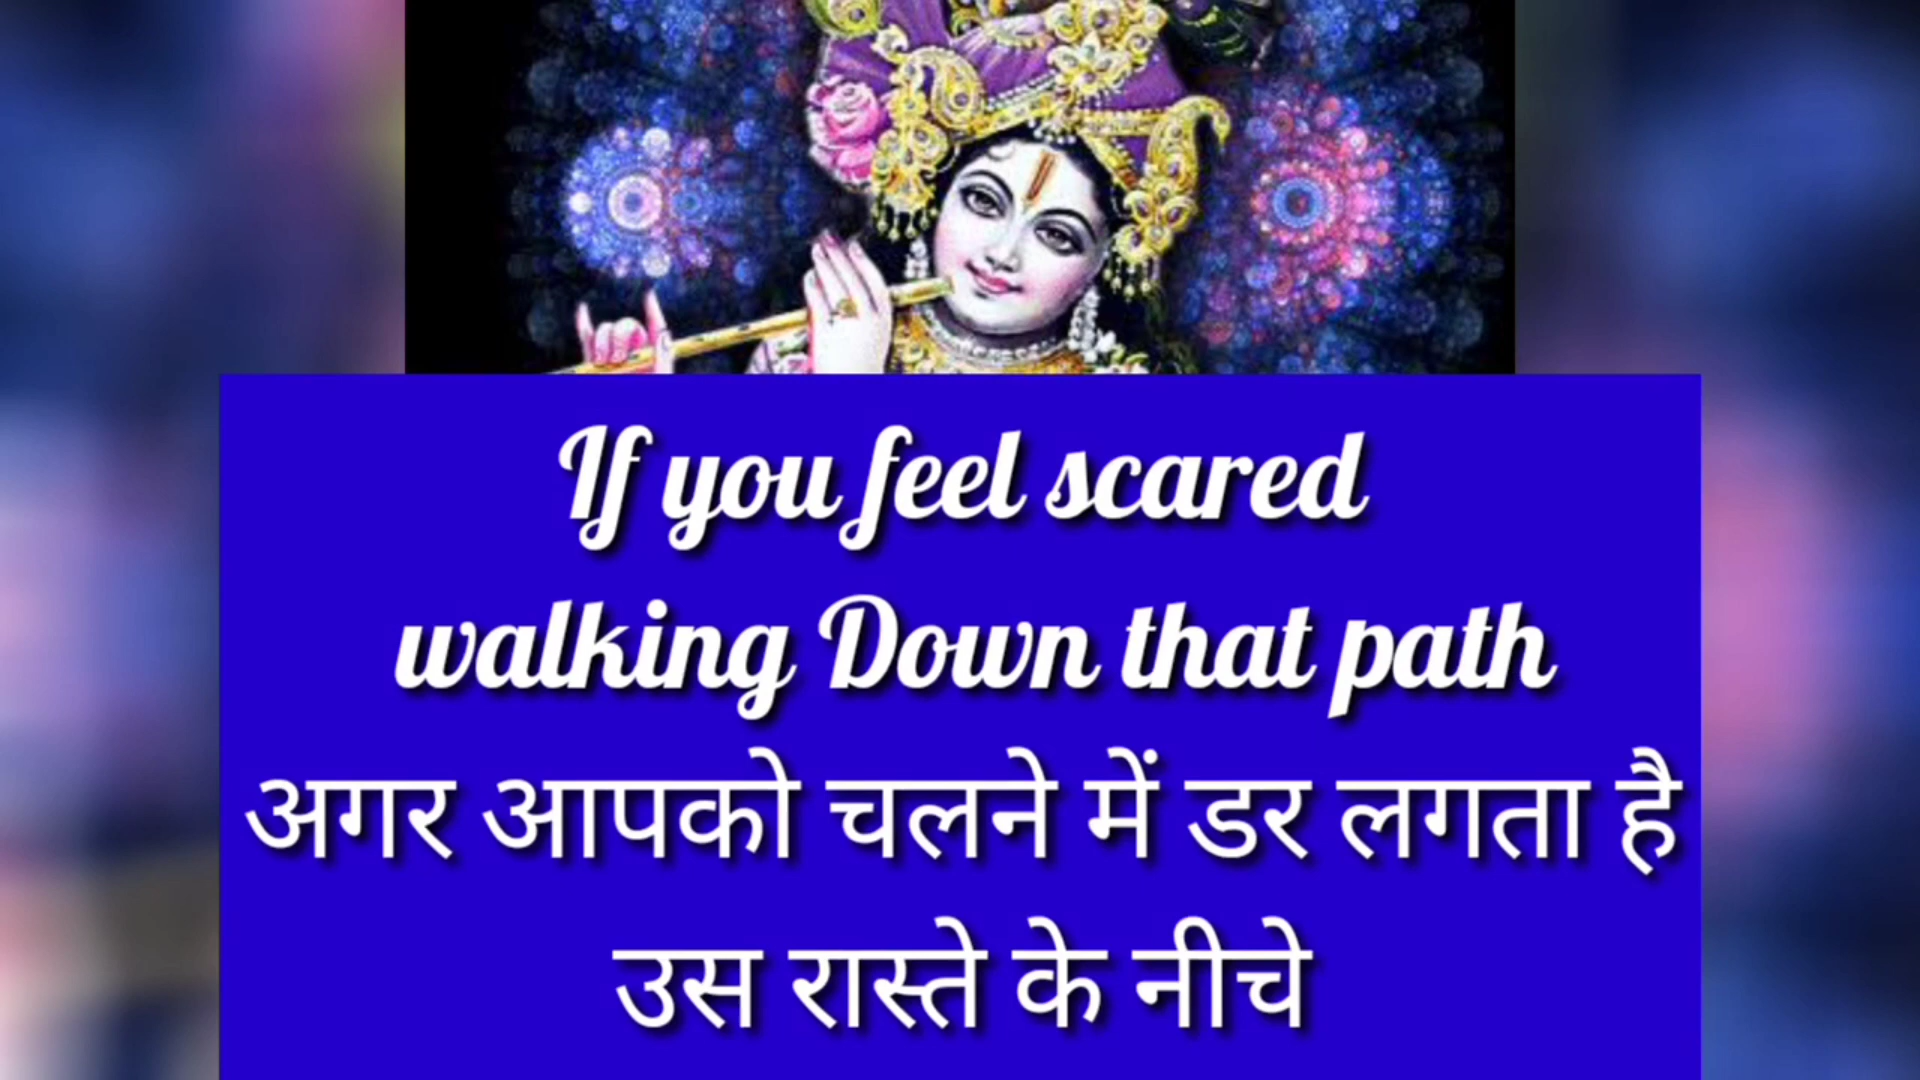 If you feel scared
walking Down that path
अगर आपको चलने में डर लगता है
उस रास्ते के नीचे